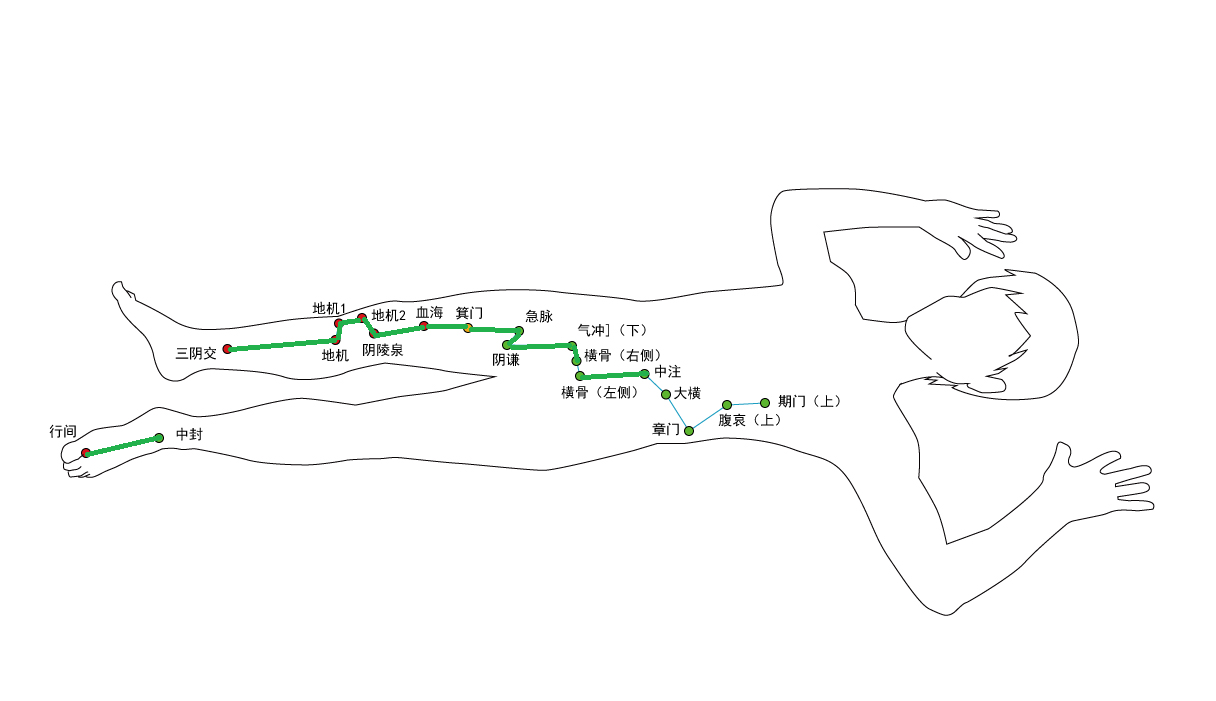 地机1
地机2
血海
箕门
急脉
气冲］（下）
三阴交
地机
阴陵泉
阴谦
横骨（右侧）
中注
横骨（左侧）
大横
期门（上）
腹哀（上）
章门
行间
中封